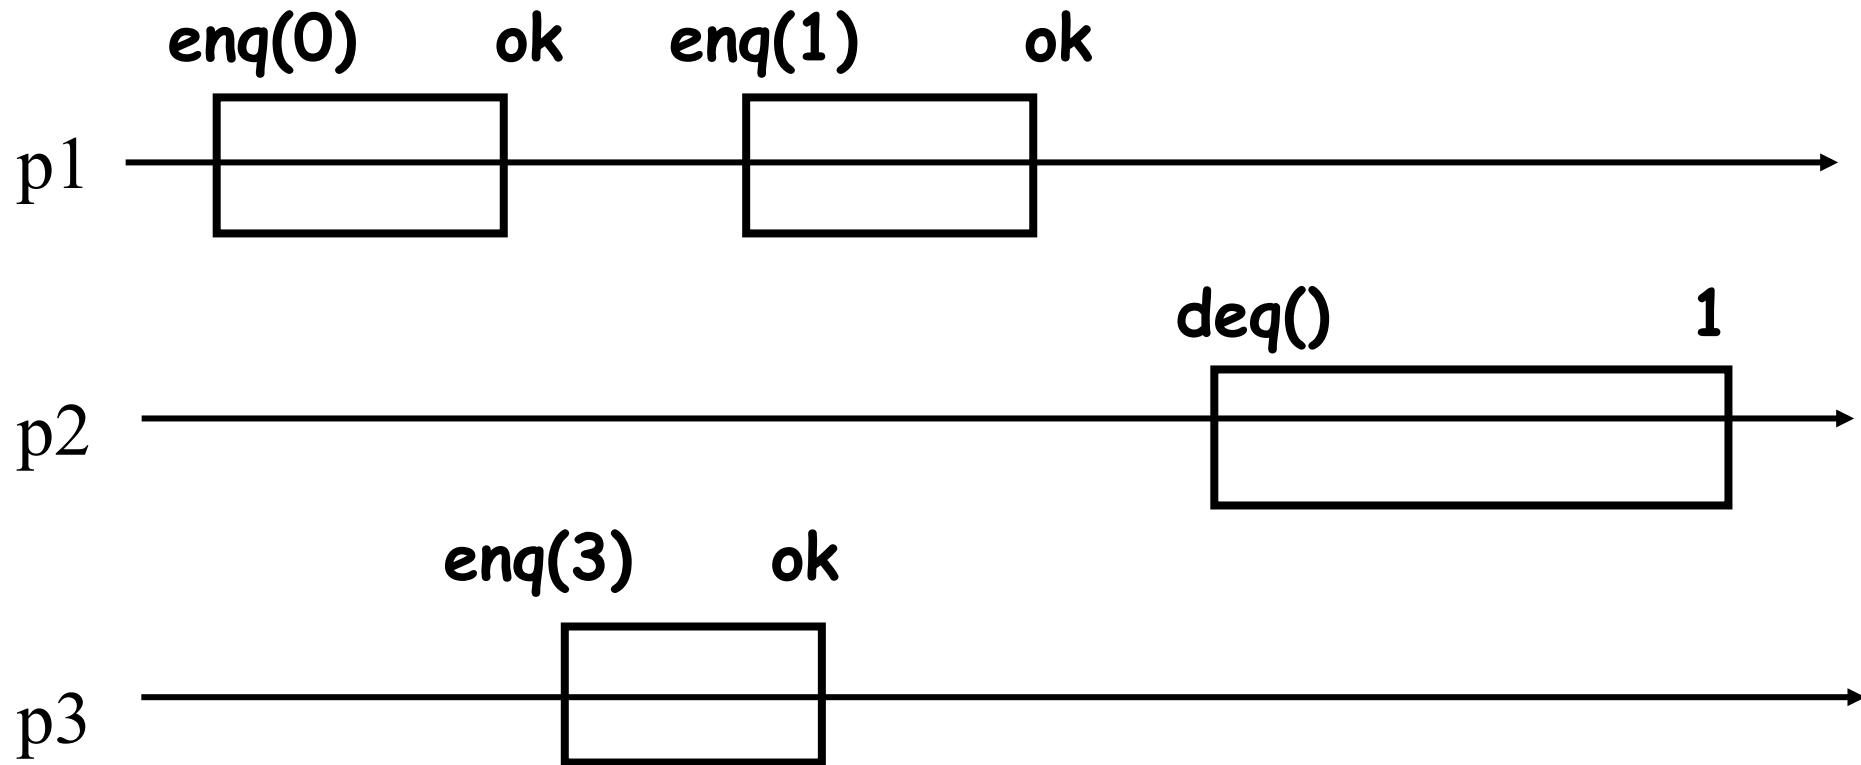 enq(0) ok enq(1) ok
p1
deq() 1
p2
enq(3) ok
p3